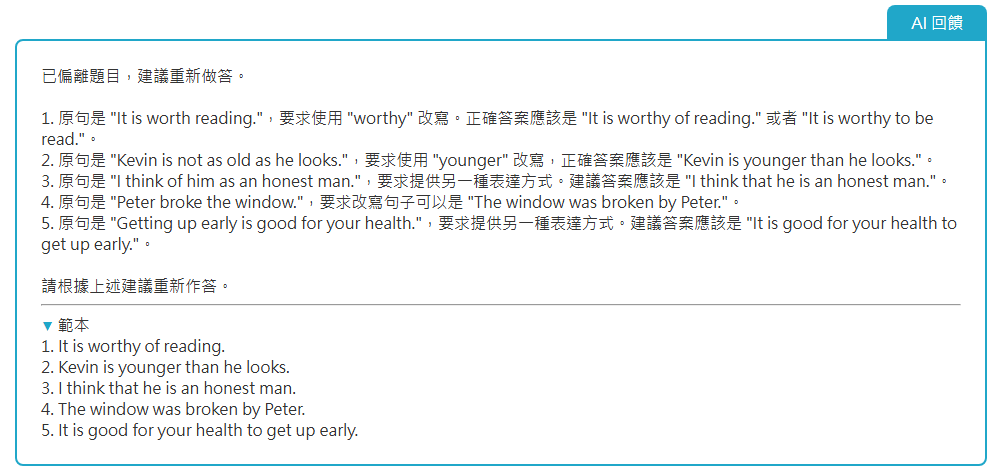 AI 回饋
已偏離題目，建議重新做答。
1. 原句是 "It is worth reading."，要求使用 "worthy" 改寫。正確答案應該是 "It is worthy of reading." 或者 "It is worthy to be
read."。
2. 原句是 "Kevin is not as old as he looks."，要求使用 "younger" 改寫，正確答案應該是 "Kevin is younger than he looks."。
3. 原句是 "I think of him as an honest man."，要求提供另一種表達方式。建議答案應該是 "I think that he is an honest man."。
4. 原句是 "Peter broke the window."，要求改寫句子可以是 "The window was broken by Peter."。
5. 原句是 "Getting up early is good for your health."，要求提供另一種表達方式。建議答案應該是 "It is good for your health to
get up early."。
請根據上述建議重新作答。
▼ 範本
1. It is worthy of reading.
2. Kevin is younger than he looks.
3. I think that he is an honest man.
4. The window was broken by Peter.
5. It is good for your health to get up early.